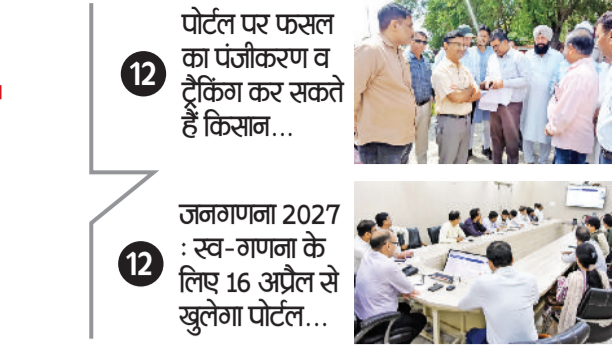 12
पोर्टल पर फसल
का पंजीकरण व
ट्रैकिंग कर सकते
हैं किसान...
12
जनगणना 2027
: स्व-गणना के
लिए 16 अप्रैल से
खुलेगा पोर्टल...